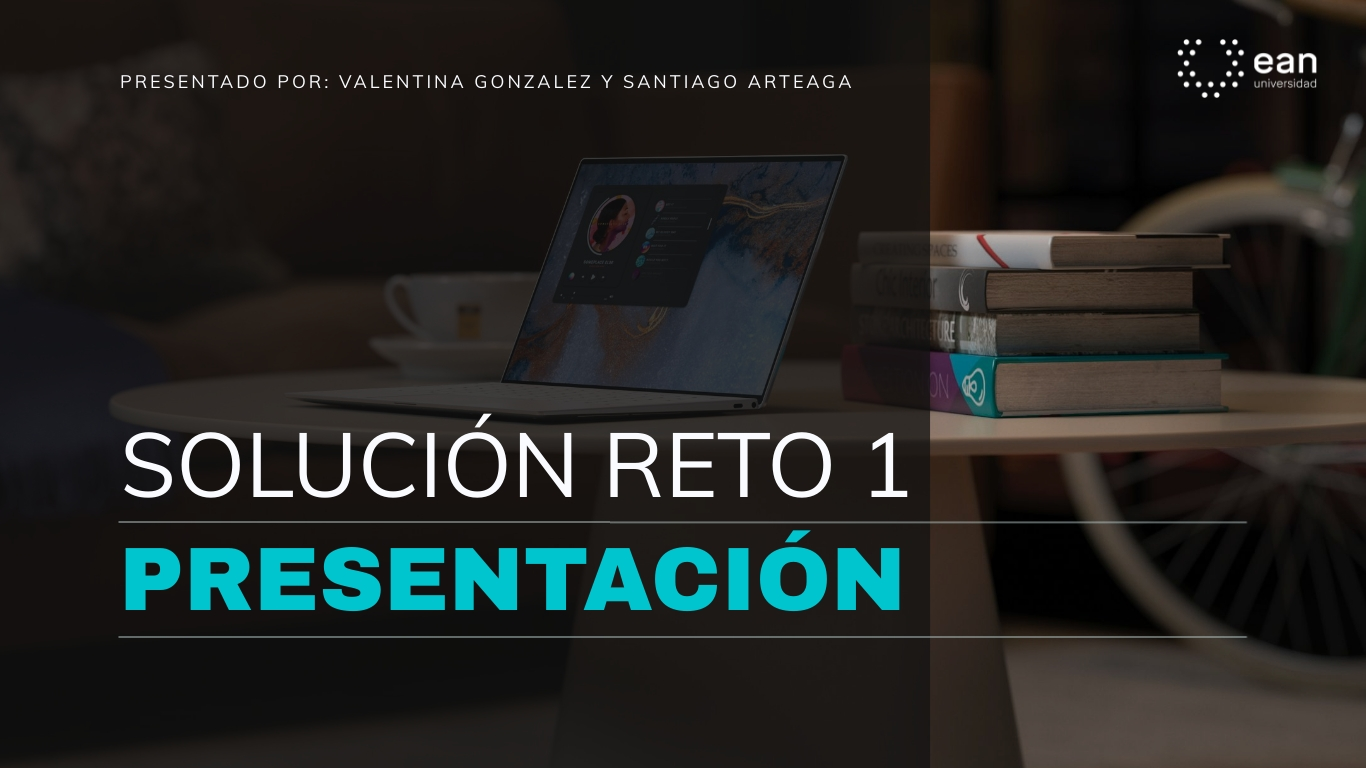 PRESENTADO POR: VALENTINA GONZALEZ Y SANTIAGO ARTEAGA
ean
universidad
SOLUCIÓN RETO 1
PRESENTACIÓN